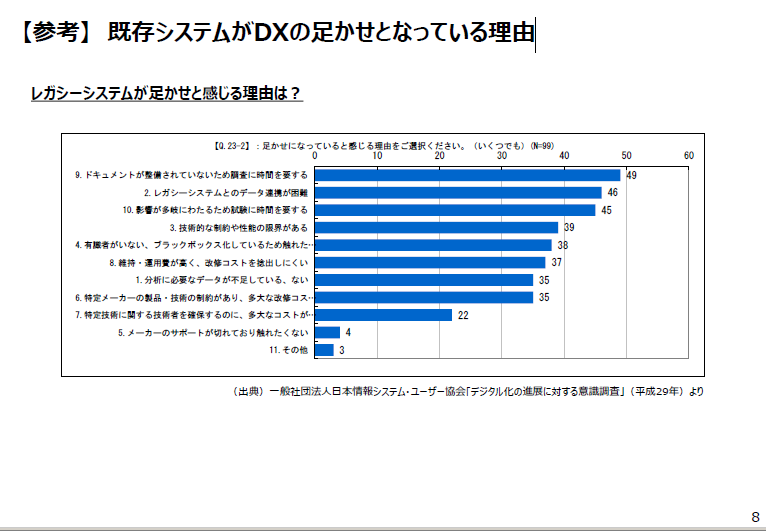 【参考】 既存システムがDXの足かせとなっている理由
レガシーシステムが足かせと感じる理由は？
【Q.23-2】：足かせになっていると感じる理由をご選択ください。（いくつでも）(N=99)
0 10 20 30 40 50 60
9. ドキュメントが整備されていないため調査に時間を要する 49
2. レガシーシステムとのデータ連携が困難 46
10. 影響が多岐にわたるため試験に時間を要する 45
3. 技術的な制約や性能の限界がある 39
4. 有識者がいない、ブラックボックス化しているため触れた… 38
8. 維持・運用費が高く、改修コストを捻出しにくい 37
1. 分析に必要なデータが不足している、ない 35
6. 特定メーカーの製品・技術の制約があり、多大な改修コス… 35
7. 特定技術に関する技術者を確保するのに、多大なコストが… 22
5. メーカーのサポートが切れており触れたくない 4
11. その他 3
（出典）一般社団法人日本情報システム・ユーザー協会「デジタル化の進展に対する意識調査」（平成29年）より
8